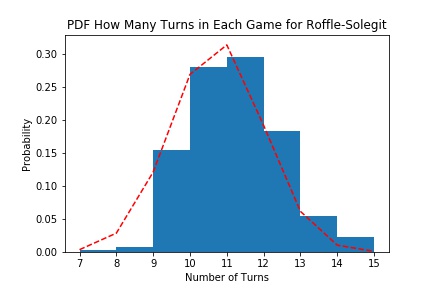 PDF How Many Turns in Each Game for Roffle-Solegit
0.30
0.25
0.20
0.15
0.10
0.05
0.00
Probability
7 8 9 10 11 12 13 14 15
Number of Turns